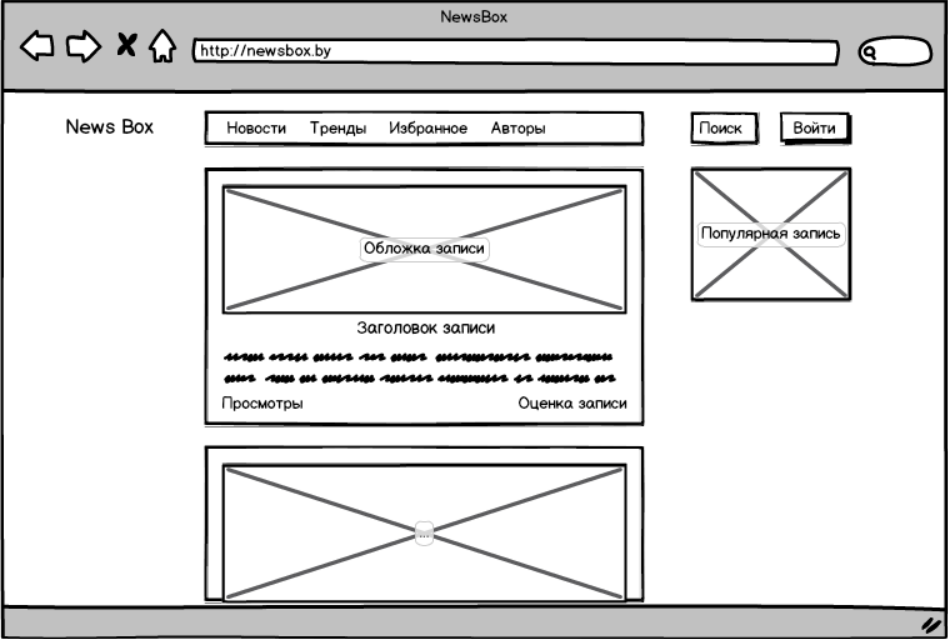 NewsBox
http://newsbox.by
News Box
Новости Тренды Избранное Авторы
Поиск
Войти
Обложка записи
Популярная запись
Заголовок записи
Просмотры
Оценка записи
...